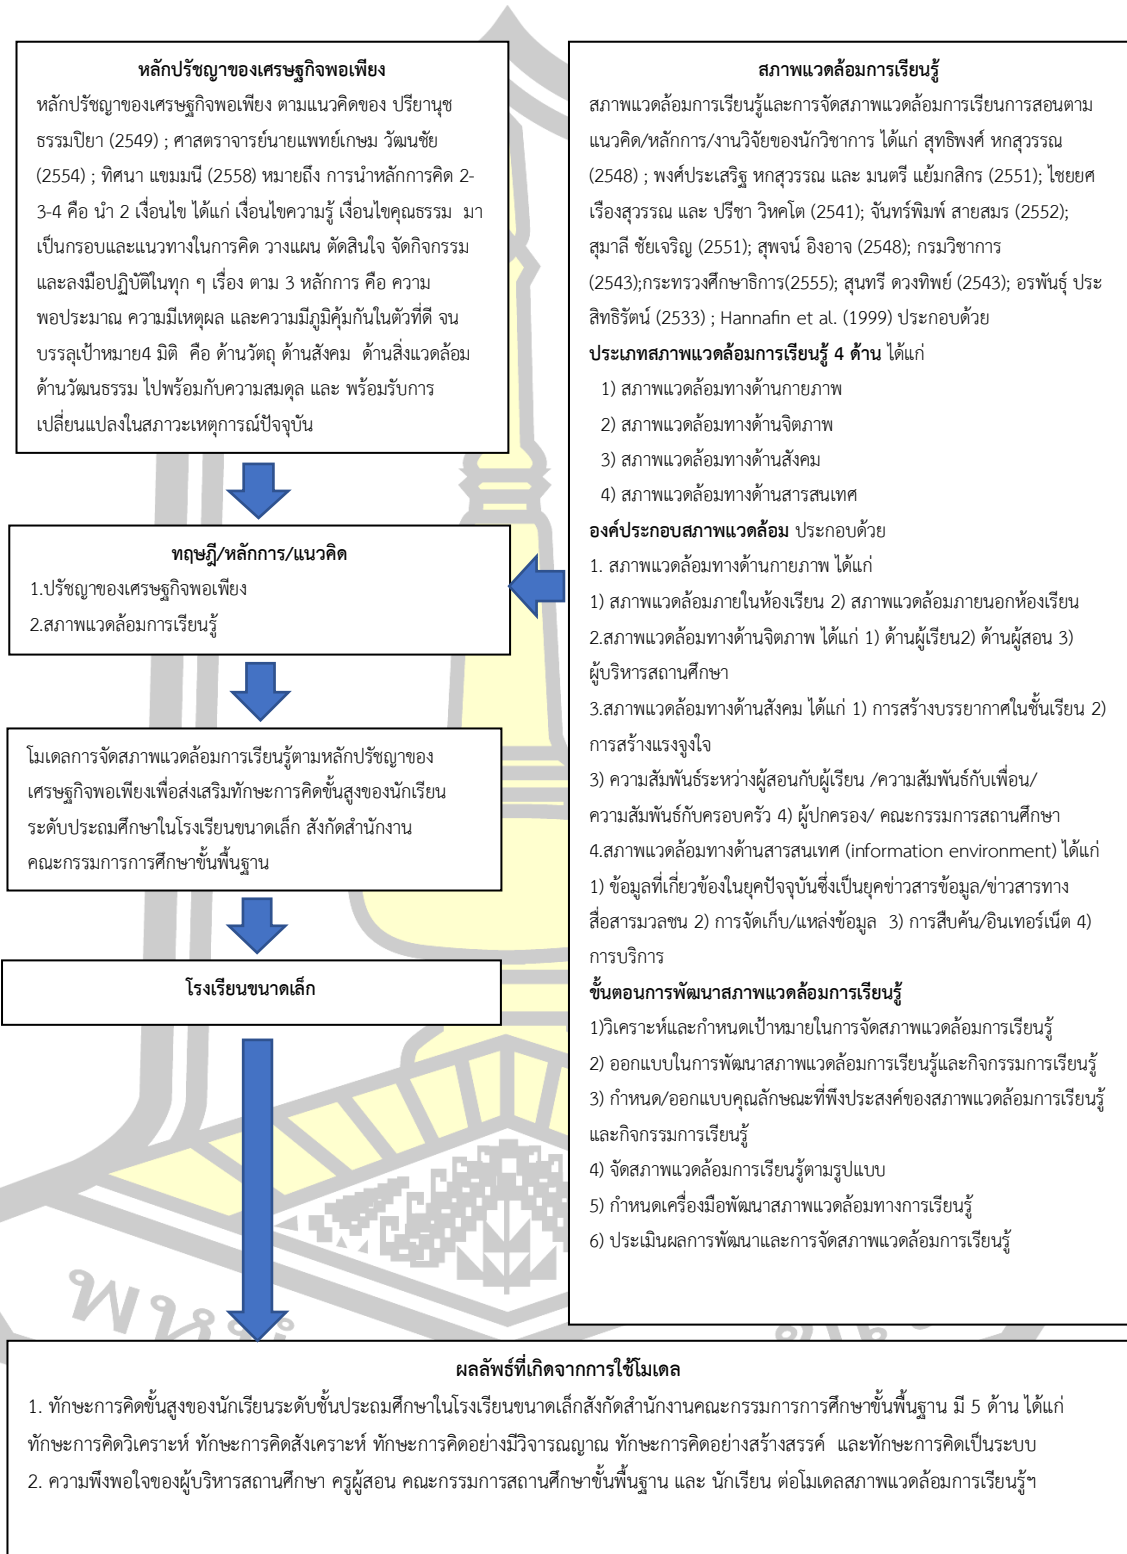 หลักปรัชญาของเศรษฐกิจพอเพียง
หลักปรัชญาของเศรษฐกิจพอเพียง ตามแนวคิดของ ปรียานุช
ธรรมปิยา (2549) ; ศาสตราจารย์นายแพทย์เกษม วัฒนชัย
(2554) ; ทิศนา แขมมนี (2558) หมายถึง การนำหลักการคิด 2-
3-4 คือ นำ 2 เงื่อนไข ได้แก่ เงื่อนไขความรู้ เงื่อนไขคุณธรรม มา
เป็นกรอบและแนวทางในการคิด วางแผน ตัดสินใจ จัดกิจกรรม
และลงมือปฏิบัติในทุก ๆ เรื่อง ตาม 3 หลักการ คือ ความ
พอประมาณ ความมีเหตุผล และความมีภูมิคุ้มกันในตัวที่ดี จน
บรรลุเป้าหมาย4 มิติ คือ ด้านวัตถุ ด้านสังคม ด้านสิ่งแวดล้อม
ด้านวัฒนธรรม ไปพร้อมกับความสมดุล และ พร้อมรับการ
เปลี่ยนแปลงในสภาวะเหตุการณ์ปัจจุบัน
ทฤษฎี/หลักการ/แนวคิด
1.ปรัชญาของเศรษฐกิจพอเพียง
2.สภาพแวดล้อมการเรียนรู้
โมเดลการจัดสภาพแวดล้อมการเรียนรู้ตามหลักปรัชญาของ
เศรษฐกิจพอเพียงเพื่อส่งเสริมทักษะการคิดขั้นสูงของนักเรียน
ระดับประถมศึกษาในโรงเรียนขนาดเล็ก สังกัดสำนักงาน
คณะกรรมการการศึกษาขั้นพื้นฐาน
โรงเรียนขนาดเล็ก
สภาพแวดล้อมการเรียนรู้
สภาพแวดล้อมการเรียนรู้และการจัดสภาพแวดล้อมการเรียนการสอนตาม
แนวคิด/หลักการ/งานวิจัยของนักวิชาการ ได้แก่ สุทธิพงศ์ หกสุวรรณ
(2548) ; พงศ์ประเสริฐ หกสุวรรณ และ มนตรี แย้มกสิกร (2551); ไชยยศ
เรืองสุวรรณ และ ปรีชา วิหคโต (2541); จันทร์พิมพ์ สายสมร (2552);
สุมาลี ชัยเจริญ (2551); สุพจน์ อิงอาจ (2548); กรมวิชาการ
(2543);กระทรวงศึกษาธิการ(2555); สุนทรี ดวงทิพย์ (2543); อรพันธุ์ ประ
สิทธิรัตน์ (2533) ; Hannafin et al. (1999) ประกอบด้วย
ประเภทสภาพแวดล้อมการเรียนรู้ 4 ด้าน ได้แก่
1) สภาพแวดล้อมทางด้านกายภาพ
2) สภาพแวดล้อมทางด้านจิตภาพ
3) สภาพแวดล้อมทางด้านสังคม
4) สภาพแวดล้อมทางด้านสารสนเทศ
องค์ประกอบสภาพแวดล้อม ประกอบด้วย
1. สภาพแวดล้อมทางด้านกายภาพ ได้แก่
1) สภาพแวดล้อมภายในห้องเรียน 2) สภาพแวดล้อมภายนอกห้องเรียน
2.สภาพแวดล้อมทางด้านจิตภาพ ได้แก่ 1) ด้านผู้เรียน2) ด้านผู้สอน 3)
ผู้บริหารสถานศึกษา
3.สภาพแวดล้อมทางด้านสังคม ได้แก่ 1) การสร้างบรรยากาศในชั้นเรียน 2)
การสร้างแรงจูงใจ
3) ความสัมพันธ์ระหว่างผู้สอนกับผู้เรียน /ความสัมพันธ์กับเพื่อน/
ความสัมพันธ์กับครอบครัว 4) ผู้ปกครอง/ คณะกรรมการสถานศึกษา
4.สภาพแวดล้อมทางด้านสารสนเทศ (information environment) ได้แก่
1) ข้อมูลที่เกี่ยวข้องในยุคปัจจุบันซึ่งเป็นยุคข่าวสารข้อมูล/ข่าวสารทาง
สื่อสารมวลชน 2) การจัดเก็บ/แหล่งข้อมูล 3) การสืบค้น/อินเทอร์เน็ต 4)
การบริการ
ขั้นตอนการพัฒนาสภาพแวดล้อมการเรียนรู้
1)วิเคราะห์และกำหนดเป้าหมายในการจัดสภาพแวดล้อมการเรียนรู้
2) ออกแบบในการพัฒนาสภาพแวดล้อมการเรียนรู้และกิจกรรมการเรียนรู้
3) กำหนด/ออกแบบคุณลักษณะที่พึงประสงค์ของสภาพแวดล้อมการเรียนรู้
และกิจกรรมการเรียนรู้
4) จัดสภาพแวดล้อมการเรียนรู้ตามรูปแบบ
5) กำหนดเครื่องมือพัฒนาสภาพแวดล้อมทางการเรียนรู้
6) ประเมินผลการพัฒนาและการจัดสภาพแวดล้อมการเรียนรู้
ผลลัพธ์ที่เกิดจากการใช้โมเดล
1. ทักษะการคิดขั้นสูงของนักเรียนระดับชั้นประถมศึกษาในโรงเรียนขนาดเล็กสังกัดสำนักงานคณะกรรมการการศึกษาขั้นพื้นฐาน มี 5 ด้าน ได้แก่
ทักษะการคิดวิเคราะห์ ทักษะการคิดสังเคราะห์ ทักษะการคิดอย่างมีวิจารณญาณ ทักษะการคิดอย่างสร้างสรรค์ และทักษะการคิดเป็นระบบ
2. ความพึงพอใจของผู้บริหารสถานศึกษา ครูผู้สอน คณะกรรมการสถานศึกษาขั้นพื้นฐาน และ นักเรียน ต่อโมเดลสภาพแวดล้อมการเรียนรู้ฯ